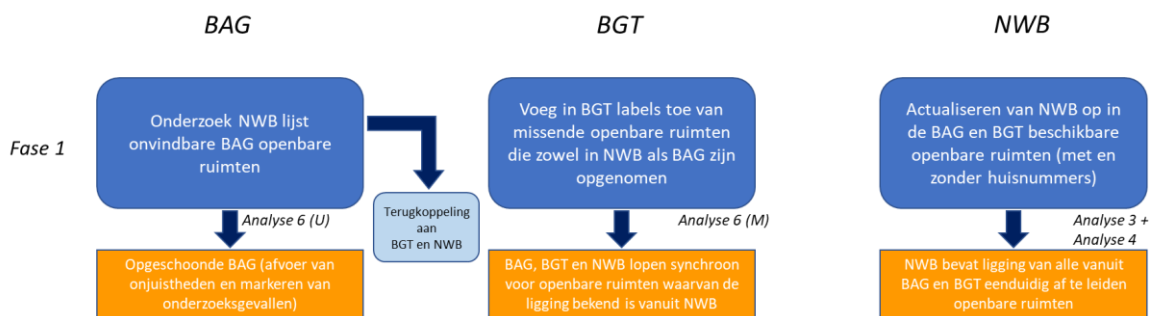 BAG
BGT
NWB
Fase 1
Onderzoek NWB lijst
onvindbare BAG openbare
ruimten
Voeg in BGT labels toe van
missende openbare ruimten
die zowel in NWB als BAG zijn
opgenomen
Actualiseren van NWB op in
de BAG en BGT beschikbare
openbare ruimten (met en
zonder huisnummers)
Terugkoppeling
aan
BGT en NWB
Analyse 6 (U)
Analyse 6 (M)
Analyse 3 +
Analyse 4
Opgeschoonde BAG (afvoer van
onjuistheden en markeren van
onderzoeksgevallen)
BAG, BGT en NWB lopen synchroon
voor openbare ruimten waarvan de
ligging bekend is vanuit NWB
NWB bevat ligging van alle vanuit
BAG en BGT eenduidig af te leiden
openbare ruimten